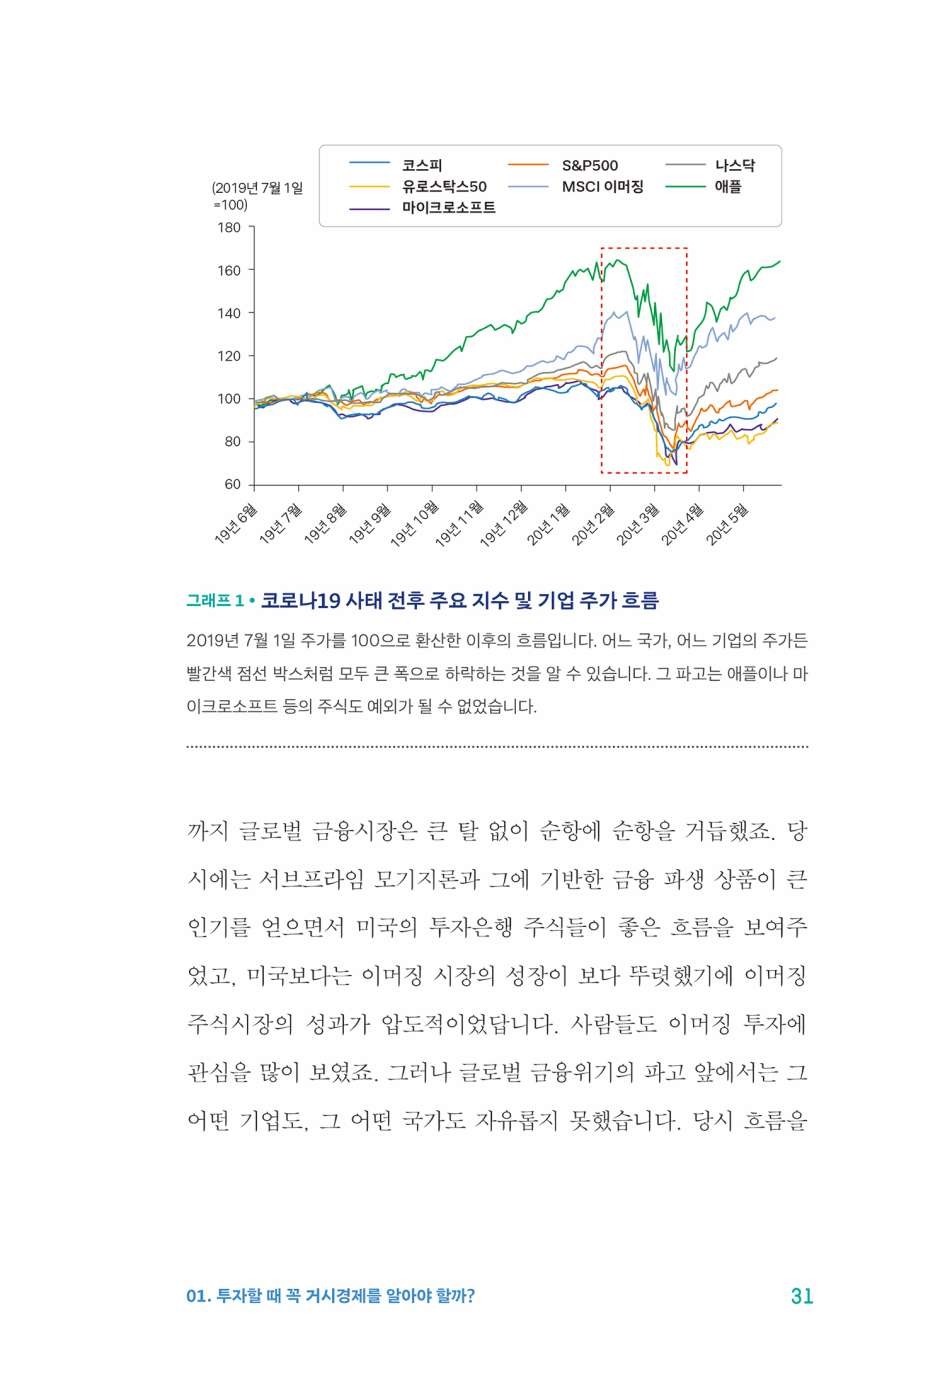 코스피 S&P500 나스닥
유로스탁스50 MSCI 이머징 애플
마이크로소프트
(2019년 7월 1일
=100)
180
160
140
120
100
80
60
19년 6월 19년 7월 19년 8월 19년 9월 19년 10월 19년 11월 19년 12월 20년 1월 20년 2월 20년 3월 20년 4월 20년 5월
그래프 1 • 코로나19 사태 전후 주요 지수 및 기업 주가 흐름
2019년 7월 1일 주가를 100으로 환산한 이후의 흐름입니다. 어느 국가, 어느 기업의 주가든
빨간색 점선 박스처럼 모두 큰 폭으로 하락하는 것을 알 수 있습니다. 그 파고는 애플이나 마
이크로소프트 등의 주식도 예외가 될 수 없었습니다.
까지 글로벌 금융시장은 큰 탈 없이 순항에 순항을 거듭했죠. 당
시에는 서브프라임 모기지론과 그에 기반한 금융 파생 상품이 큰
인기를 얻으면서 미국의 투자은행 주식들이 좋은 흐름을 보여주
었고, 미국보다는 이머징 시장의 성장이 보다 뚜렷했기에 이머징
주식시장의 성과가 압도적이었답니다. 사람들도 이머징 투자에
관심을 많이 보였죠. 그러나 글로벌 금융위기의 파고 앞에서는 그
어떤 기업도, 그 어떤 국가도 자유롭지 못했습니다. 당시 흐름을
01. 투자할 때 꼭 거시경제를 알아야 할까? 31